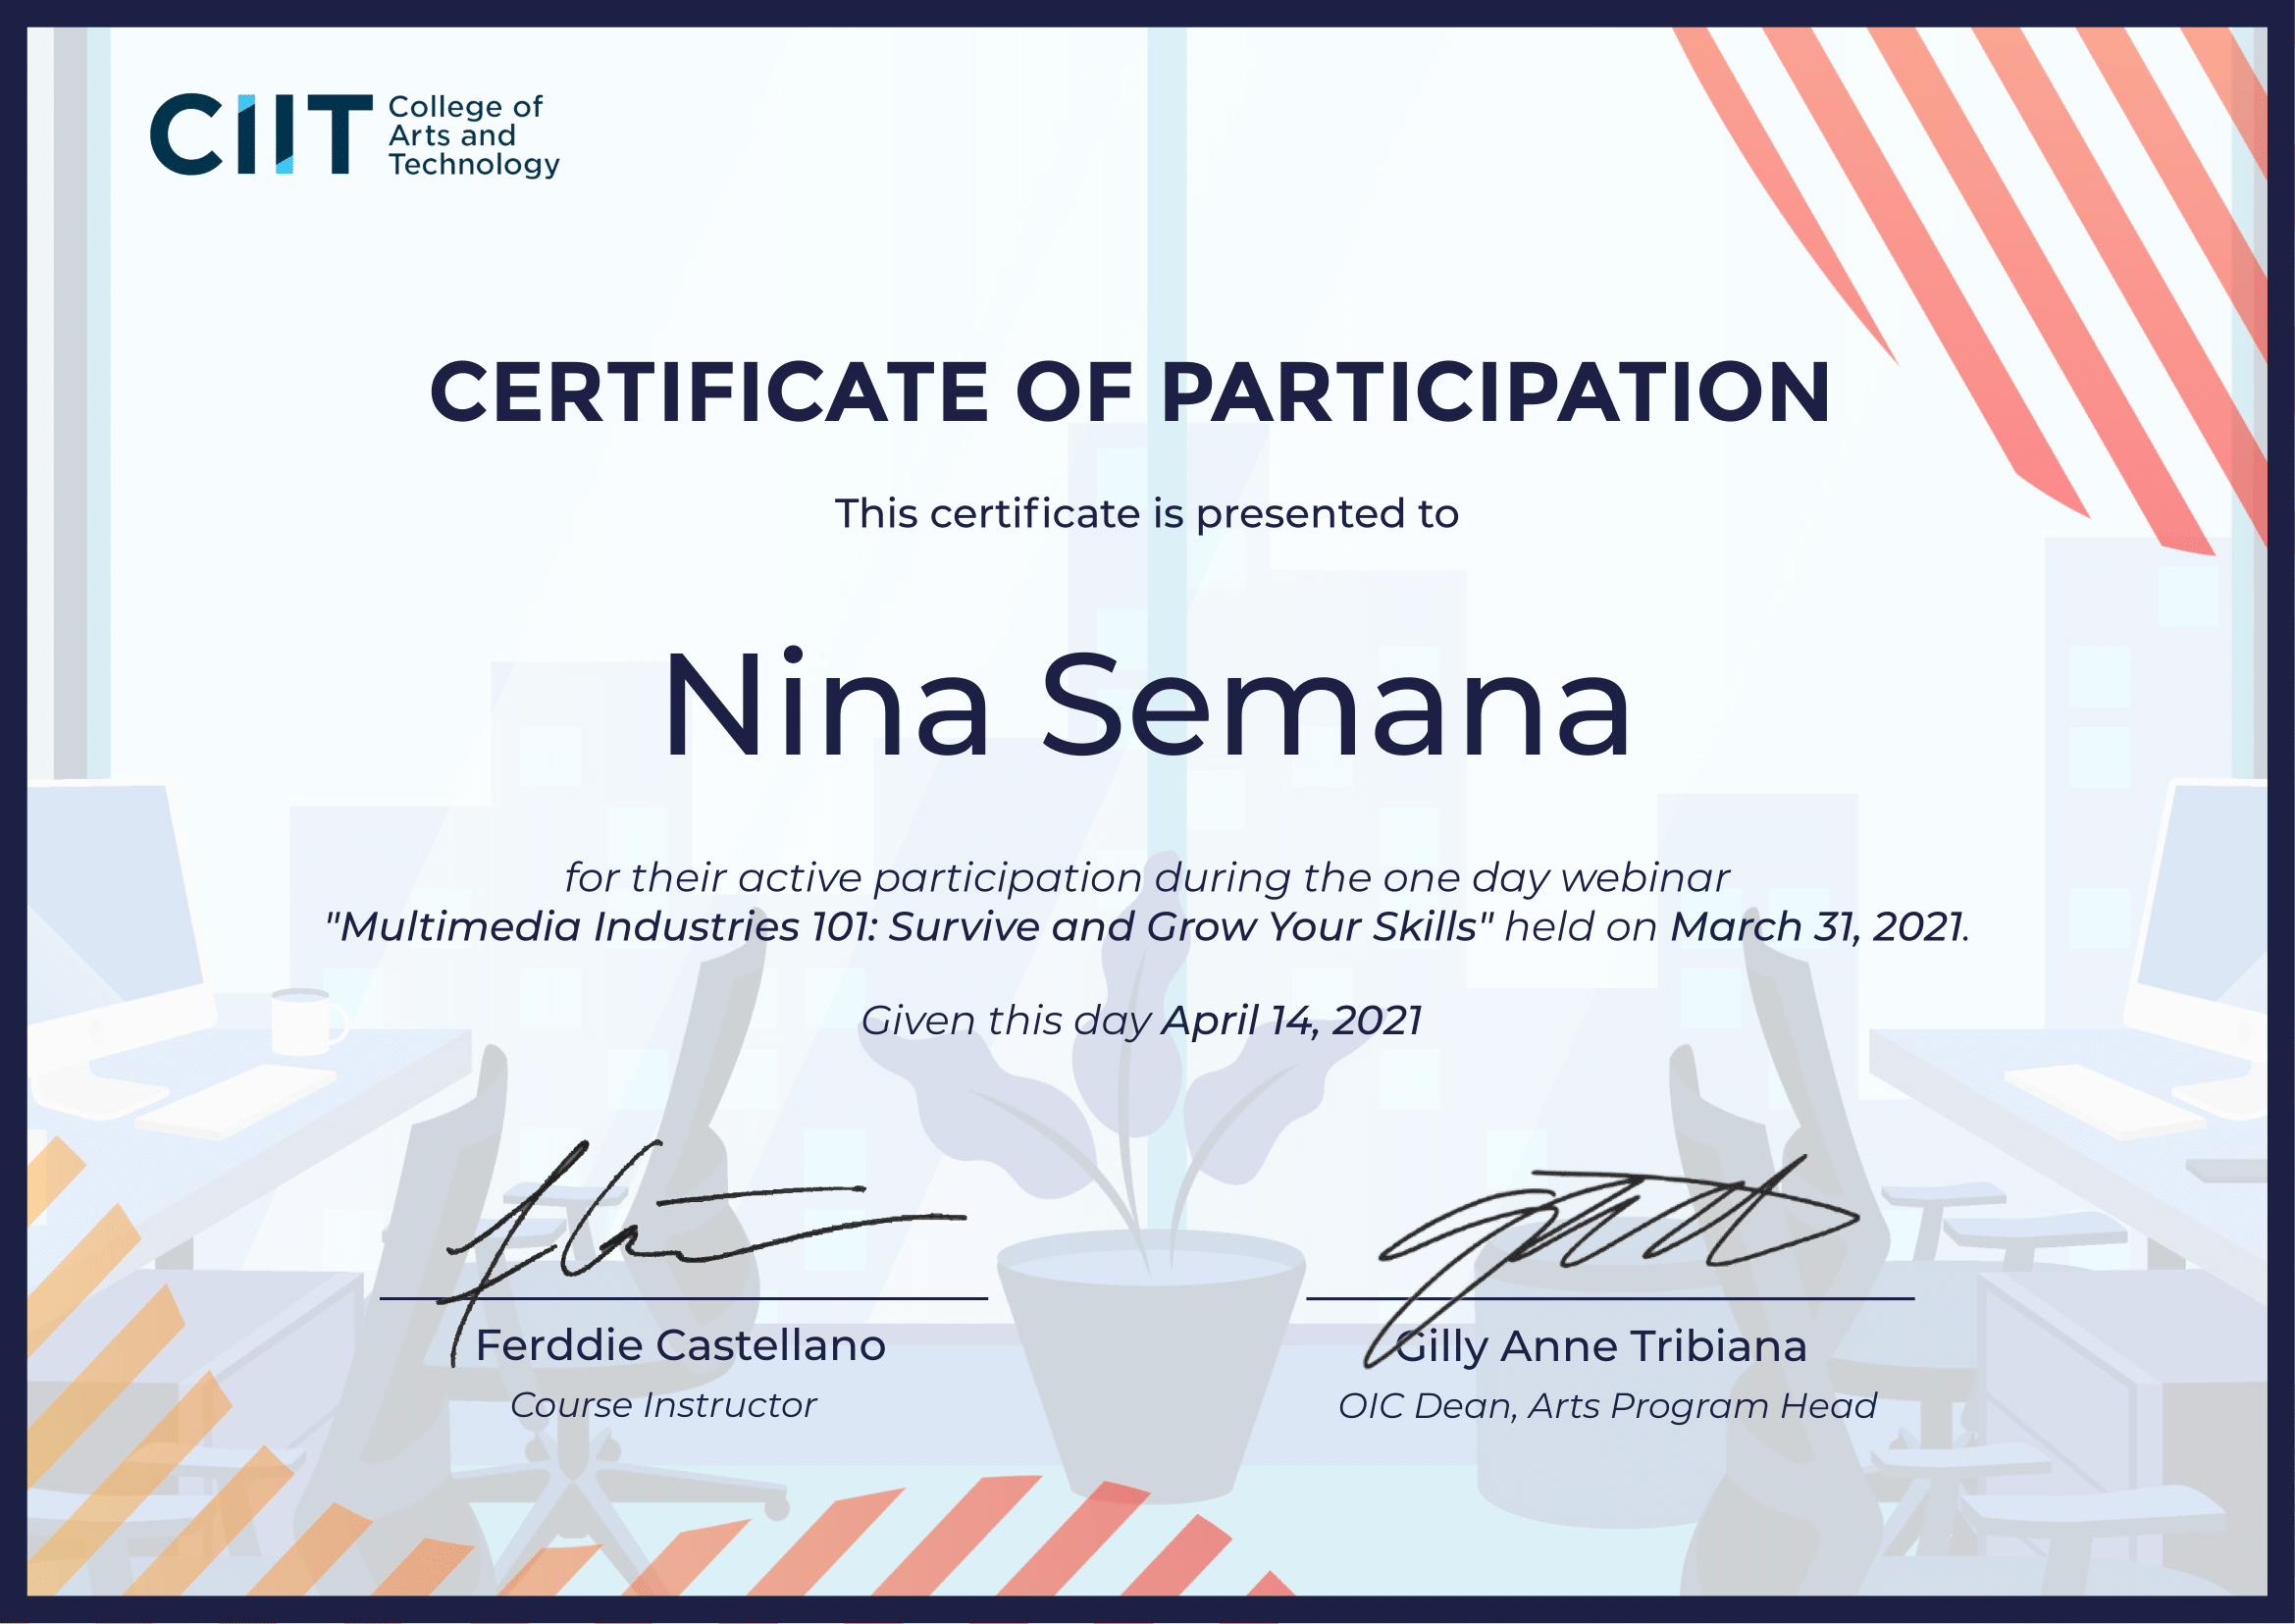 CIIT
College of
Arts and
Technology
CERTIFICATE OF PARTICIPATION
This certificate is presented to
Nina Semana
for their active participation during the one day webinar
"Multimedia Industries 101: Survive and Grow Your Skills" held on March 31, 2021.
Given this day April 14, 2021
Ferddie Castellano
Course Instructor
Gilly Anne Tribiana
OIC Dean, Arts Program Head